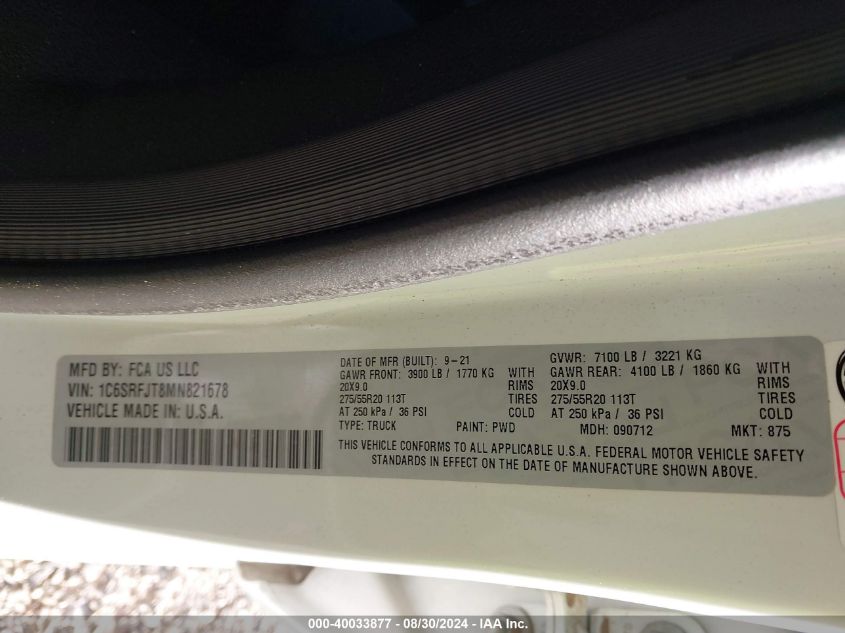 MFD BY: FCA US LLC
VIN: 1C6SRFJT8MN821678
VEHICLE MADE IN: U.S.A.
DATE OF MFR (BUILT): 9-21 GVWR: 7100 LB / 3221 KG
GAWR FRONT: 3900 LB / 1770 KG WITH GAWR REAR: 4100 LB / 1860 KG WITH
20X9.0 RIMS 20X9.0 RIMS
275/55R20 113T TIRES 275/55R20 113T TIRES
AT 250 kPa / 36 PSI COLD AT 250 kPa / 36 PSI COLD
TYPE: TRUCK PAINT: PWD MDH: 090712 MKT: 875
THIS VEHICLE CONFORMS TO ALL APPLICABLE U.S.A. FEDERAL MOTOR VEHICLE SAFETY
STANDARDS IN EFFECT ON THE DATE OF MANUFACTURE SHOWN ABOVE.
000-40033877 - 08/30/2024 - IAA Inc.